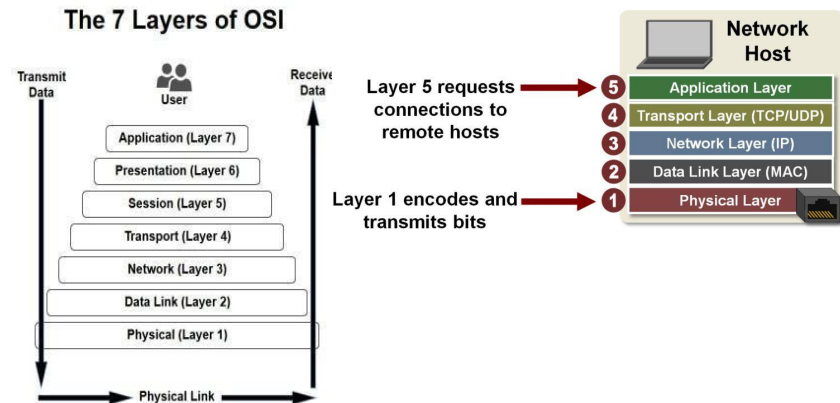 The 7 Layers of OSI
Transmit
Data
User
Receive
Data
Application (Layer 7)
Presentation (Layer 6)
Session (Layer 5)
Transport (Layer 4)
Network (Layer 3)
Data Link (Layer 2)
Physical (Layer 1)
Physical Link
Layer 5 requests
connections to
remote hosts
Layer 1 encodes and
transmits bits
Network
Host
5 Application Layer
4 Transport Layer (TCP/UDP)
3 Network Layer (IP)
2 Data Link Layer (MAC)
1 Physical Layer